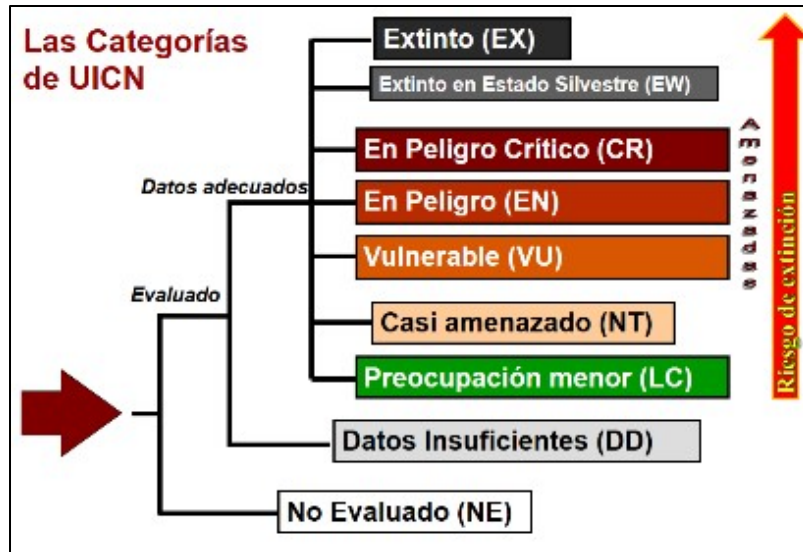 Las Categorías
de UICN
Extinto (EX)
Extinto en Estado Silvestre (EW)
En Peligro Crítico (CR)
Datos adecuados
En Peligro (EN)
Vulnerable (VU)
Evaluado
Casi amenazado (NT)
Preocupación menor (LC)
Datos Insuficientes (DD)
No Evaluado (NE)
Amenazadas
Riesgo de extinción